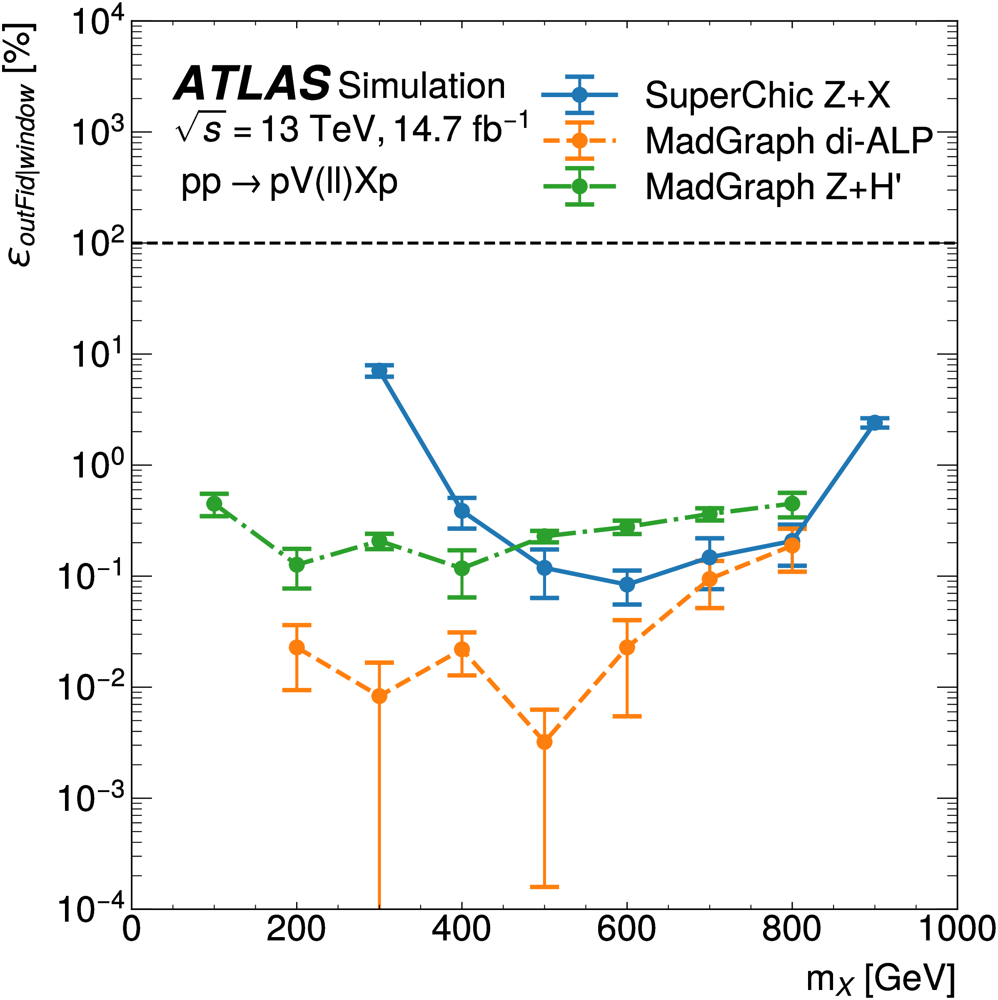 ε_{outFid|window} [%]
10⁴
10³
10²
10¹
10⁰
10⁻¹
10⁻²
10⁻³
10⁻⁴
ATLAS Simulation
√s = 13 TeV, 14.7 fb⁻¹
pp → pV(ll)Xp
SuperChic Z+X
MadGraph di-ALP
MadGraph Z+H'
0 200 400 600 800 1000
m_X [GeV]